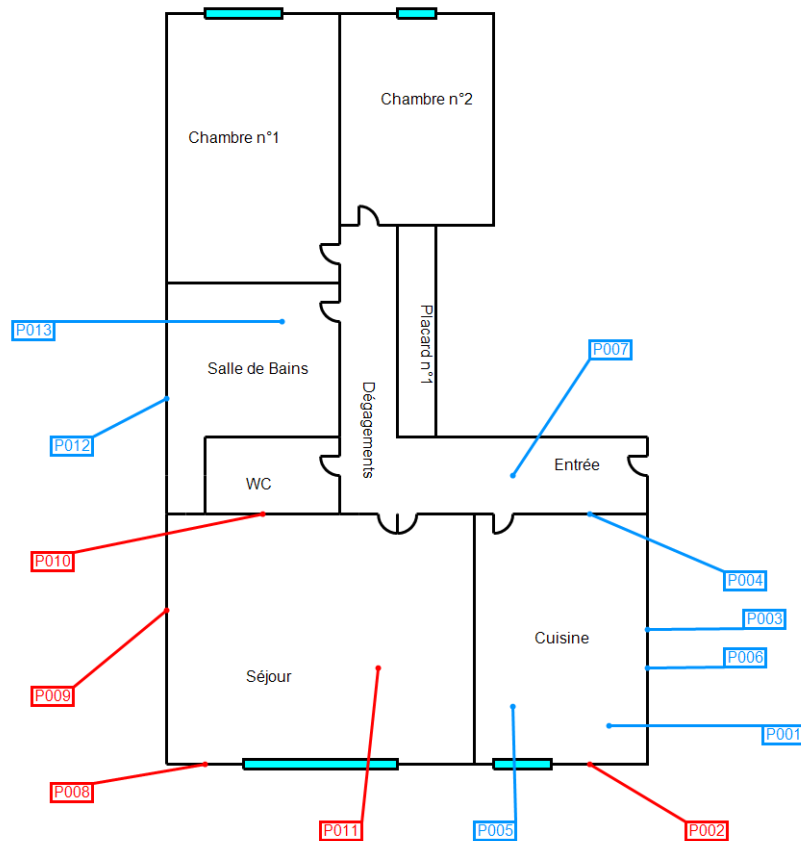 Chambre n°2
Chambre n°1
Placard n°1
P013
P007
Salle de Bains
Dégagements
P012
Entrée
WC
P010
P004
P003
Cuisine
P006
Séjour
P009
P001
P008
P011
P005
P002